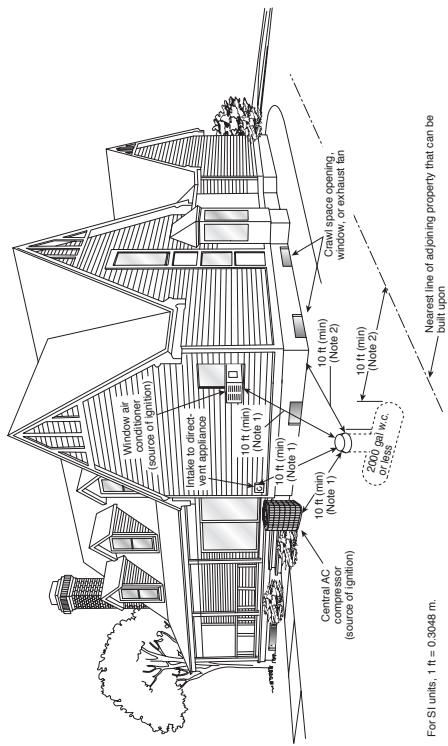 Window air
conditioner
(source of ignition)
Intake to direct-
vent appliance
10 ft (min)
(Note 1)
10 ft (min)
(Note 1)
10 ft (min)
(Note 1)
Central AC
compressor
(source of ignition)
Crawl space opening,
window, or exhaust fan
10 ft (min)
(Note 2)
10 ft (min)
(Note 2)
2000 gal w.c.
or less
Nearest line of adjoining property that can be
built upon
For SI units, 1 ft = 0.3048 m.